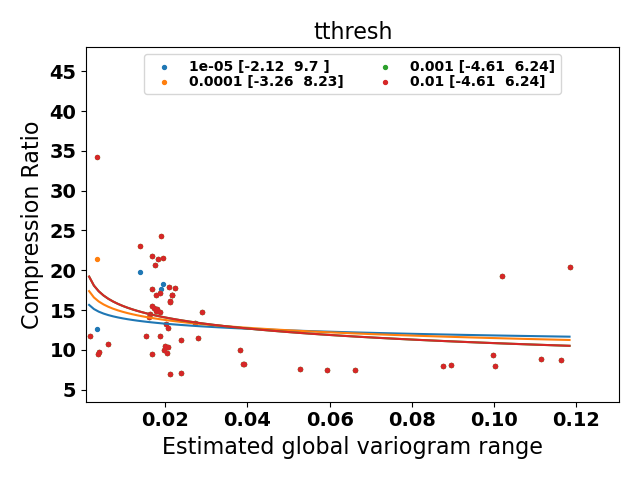 tthresh
1e-05 [-2.12  9.7 ]
0.0001 [-3.26  8.23]
0.001 [-4.61  6.24]
0.01 [-4.61  6.24]
Compression Ratio
45
40
35
30
25
20
15
10
5
0.02 0.04 0.06 0.08 0.10 0.12
Estimated global variogram range